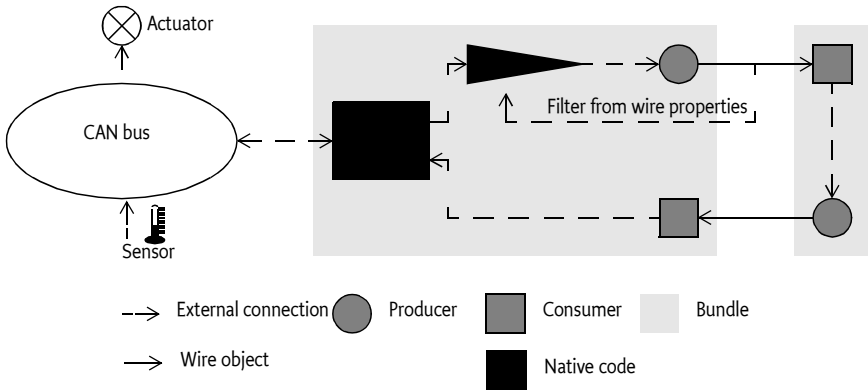 Actuator
CAN bus
Filter from wire properties
Sensor
External connection
Producer
Consumer
Bundle
Wire object
Native code